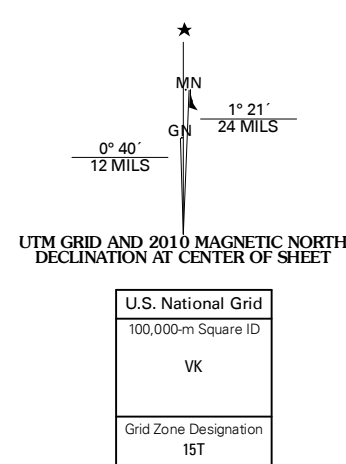 MN
1° 21´
24 MILS
GN
0° 40´
12 MILS
UTM GRID AND 2010 MAGNETIC NORTH
DECLINATION AT CENTER OF SHEET
U.S. National Grid
100,000-m Square ID
VK
Grid Zone Designation
15T